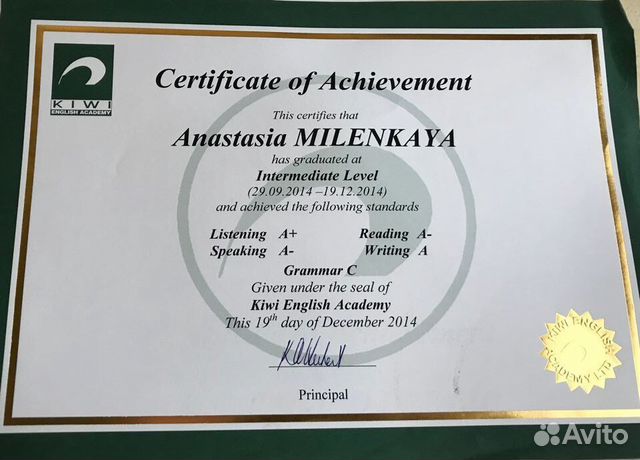 KIWI
ENGLISH ACADEMY
Certificate of Achievement
This certifies that
Anastasia MILENKAYA
has graduated at
Intermediate Level
(29.09.2014 –19.12.2014)
and achieved the following standards
Listening A+ Reading A-
Speaking A- Writing A
Grammar C
Given under the seal of
Kiwi English Academy
This 19th day of December 2014
Principal
KIWI ENGLISH ACADEMY LTD
Avito